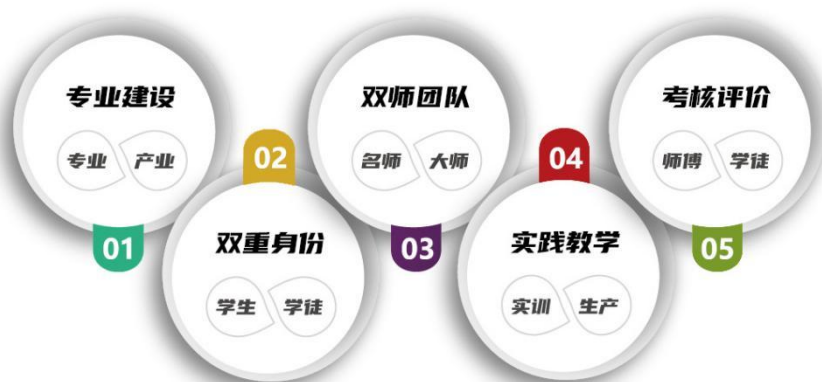 专业建设
专业 产业
01
02
双重身份
学生 学徒
双师团队
名师 大师
03
04
实践教学
实训 生产
考核评价
师博 学徒
05